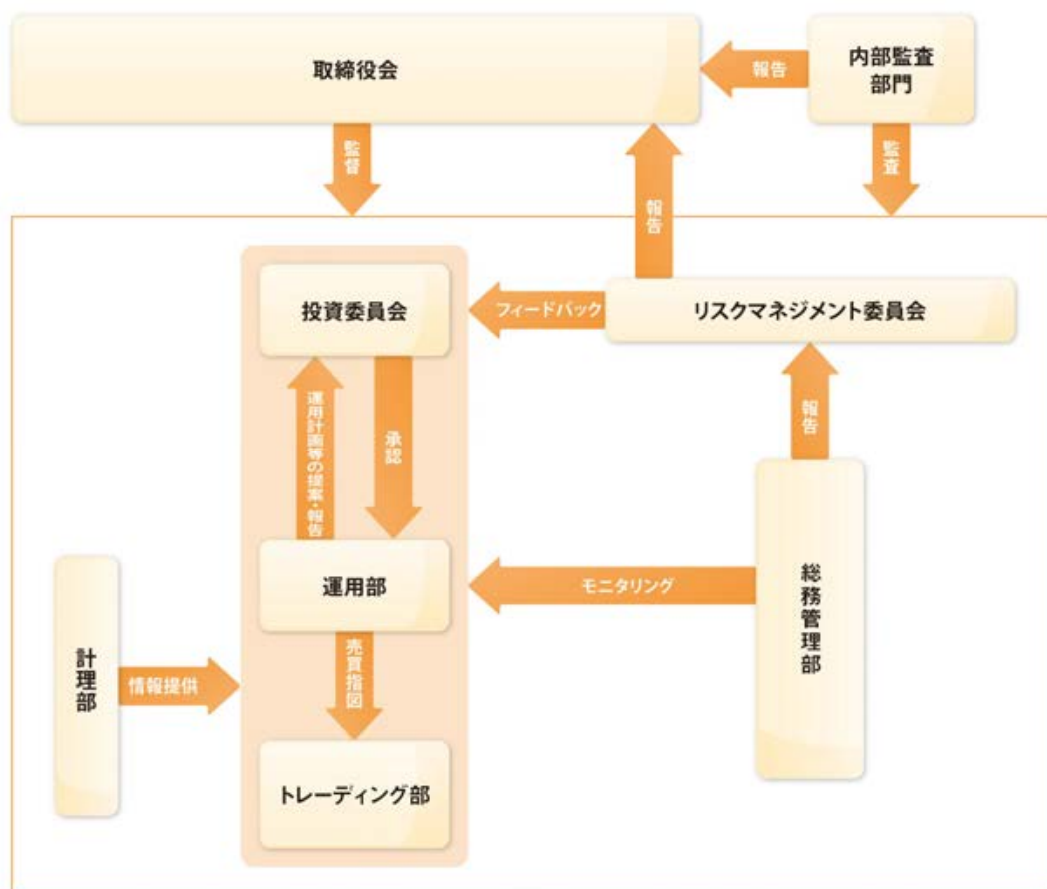 取締役会
報告
内部監査
部門
監督
監査
報告
投資委員会
フィードバック
リスクマネジメント委員会
運用計画等の提案・報告
承認
報告
運用部
モニタリング
総務管理部
計理部
情報提供
売買指図
トレーディング部